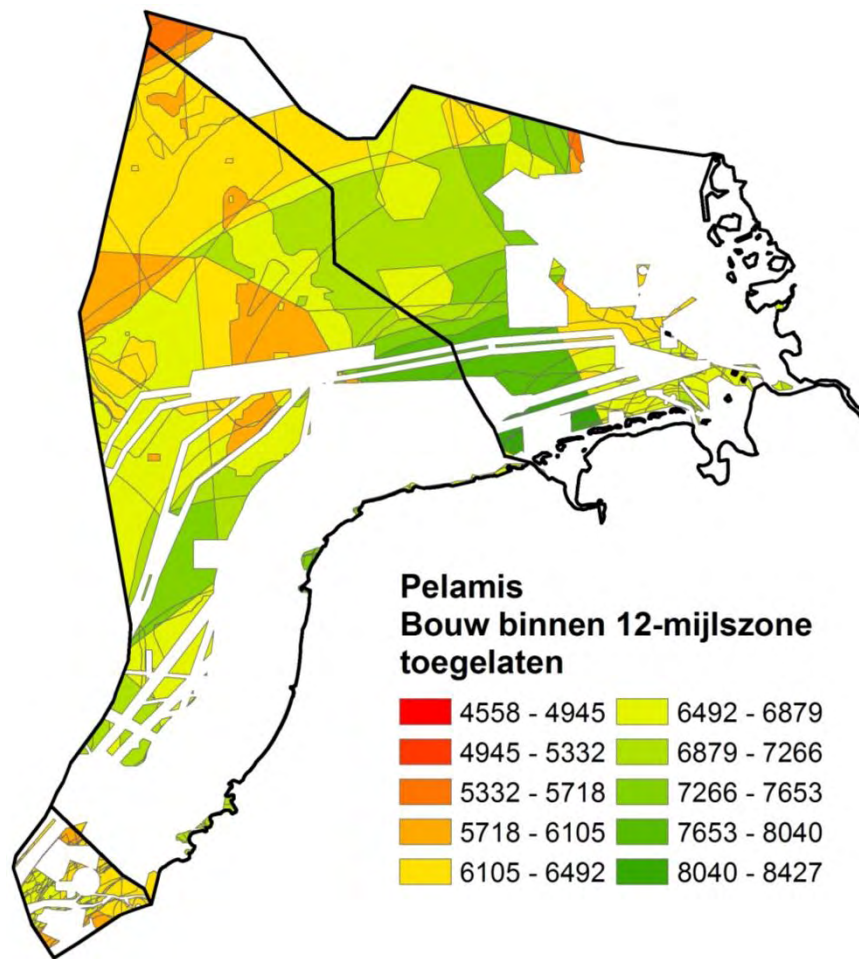 Pelamis
Bouw binnen 12-mijlszone
toegelaten
4558 - 4945
4945 - 5332
5332 - 5718
5718 - 6105
6105 - 6492
6492 - 6879
6879 - 7266
7266 - 7653
7653 - 8040
8040 - 8427